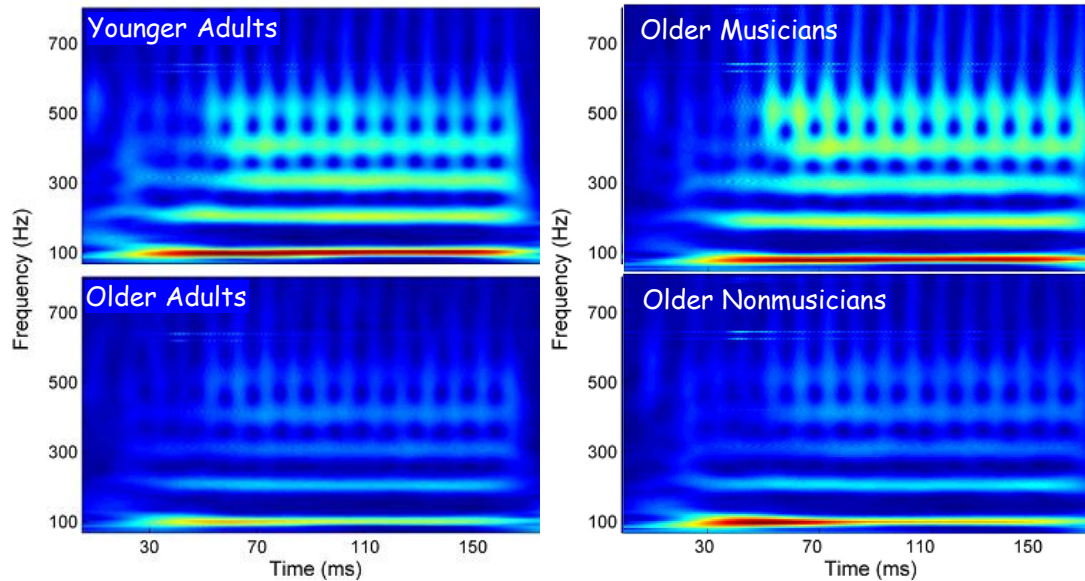 Younger Adults
Older Musicians
700
500
300
100
Frequency (Hz)
700
500
300
100
Frequency (Hz)
Older Adults
Older Nonmusicians
700
500
300
100
30 70 110 150
Time (ms)
700
500
300
100
30 70 110 150
Time (ms)